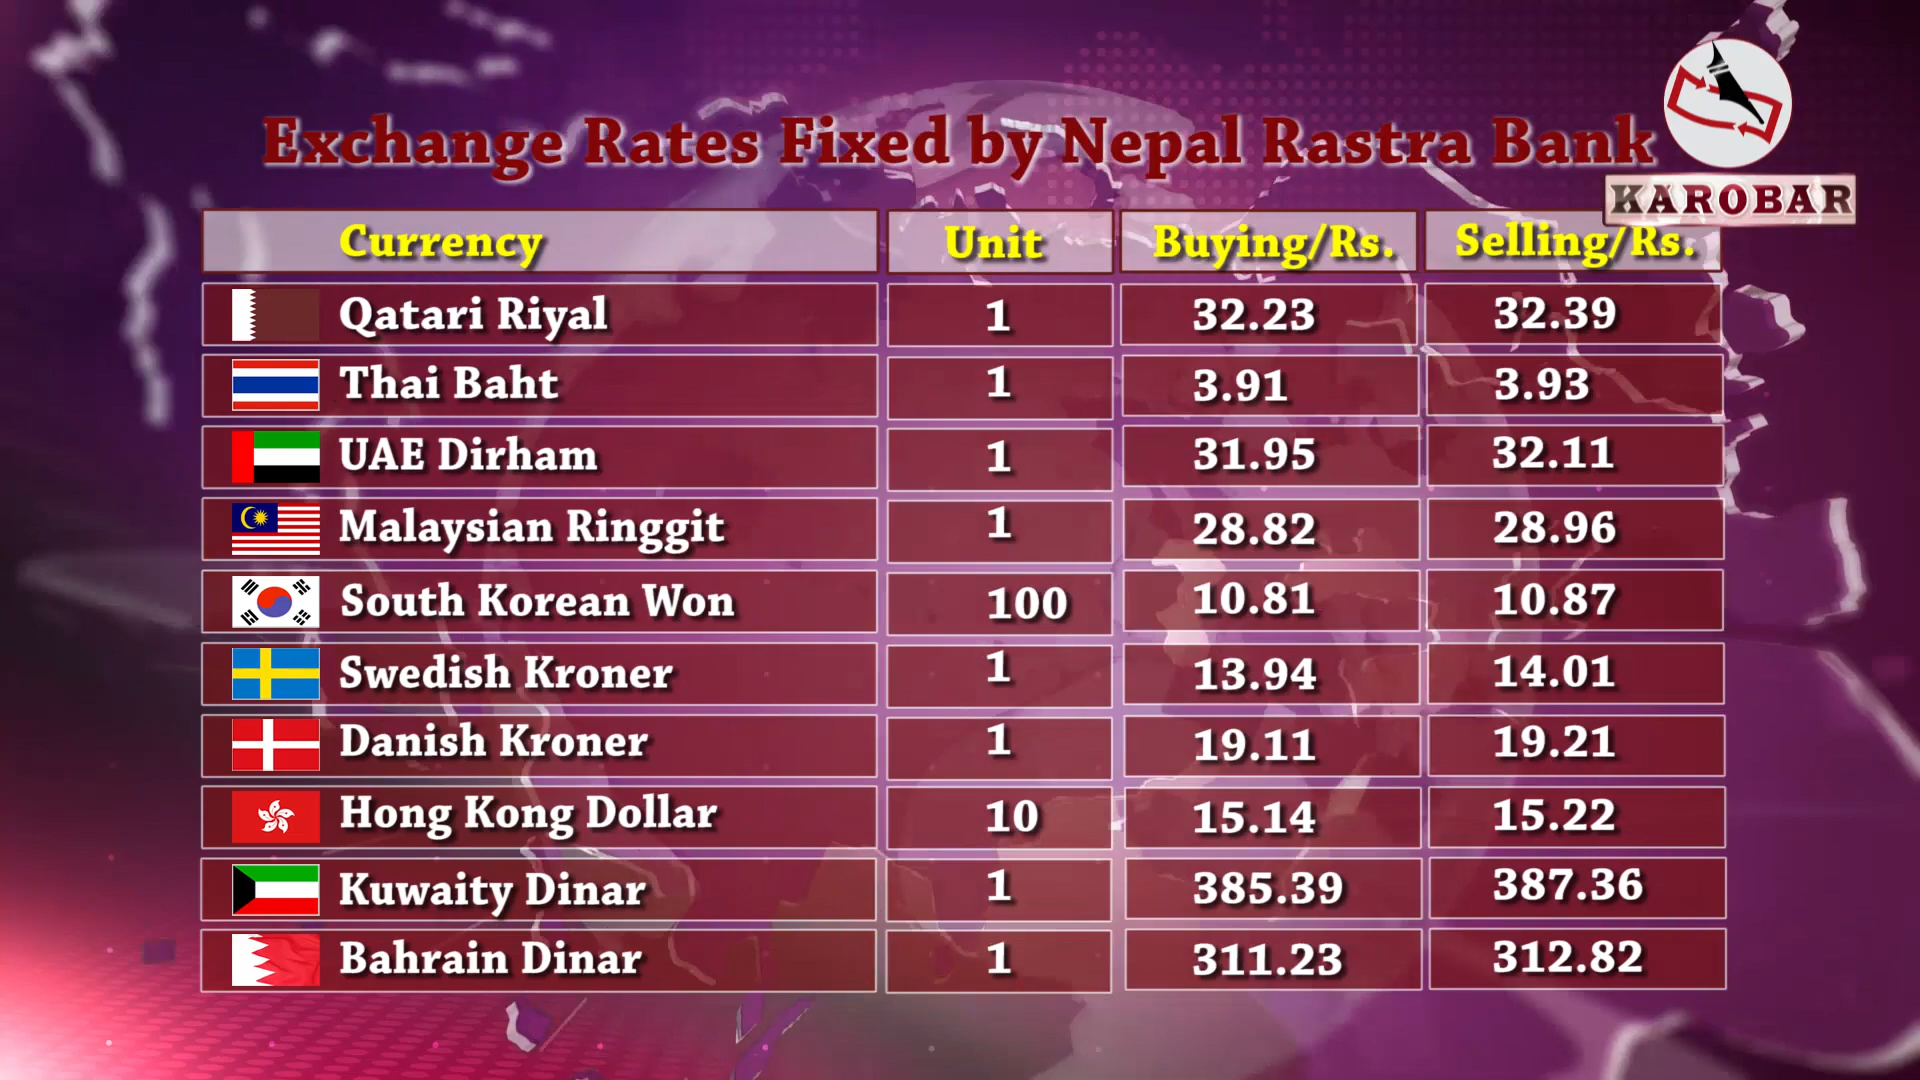 Exchange Rates Fixed by Nepal Rastra Bank
KAROBAR
Currency Unit Buying/Rs. Selling/Rs.
Qatari Riyal 1 32.23 32.39
Thai Baht 1 3.91 3.93
UAE Dirham 1 31.95 32.11
Malaysian Ringgit 1 28.82 28.96
South Korean Won 100 10.81 10.87
Swedish Kroner 1 13.94 14.01
Danish Kroner 1 19.11 19.21
Hong Kong Dollar 10 15.14 15.22
Kuwaity Dinar 1 385.39 387.36
Bahrain Dinar 1 311.23 312.82